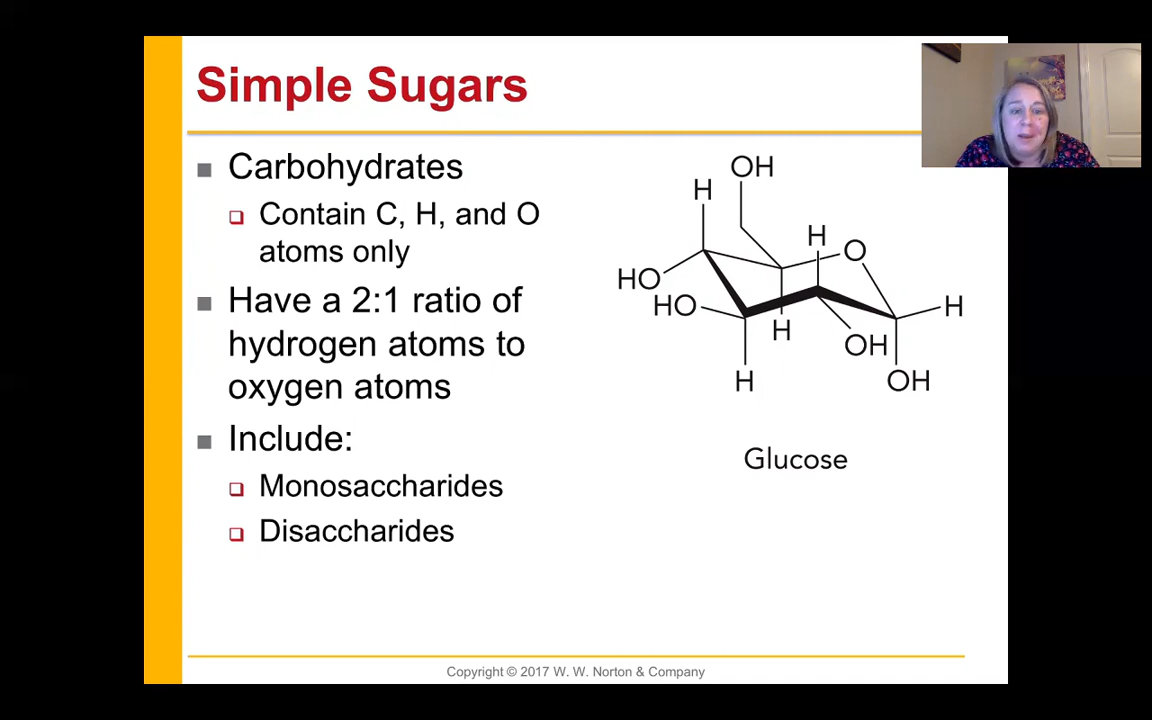 Simple Sugars
Carbohydrates
Contain C, H, and O
atoms only
Have a 2:1 ratio of
hydrogen atoms to
oxygen atoms
Include:
Monosaccharides
Disaccharides
OH
H
H
O
HO
HO
H
H
OH
H
OH
Glucose
Copyright © 2017 W. W. Norton & Company